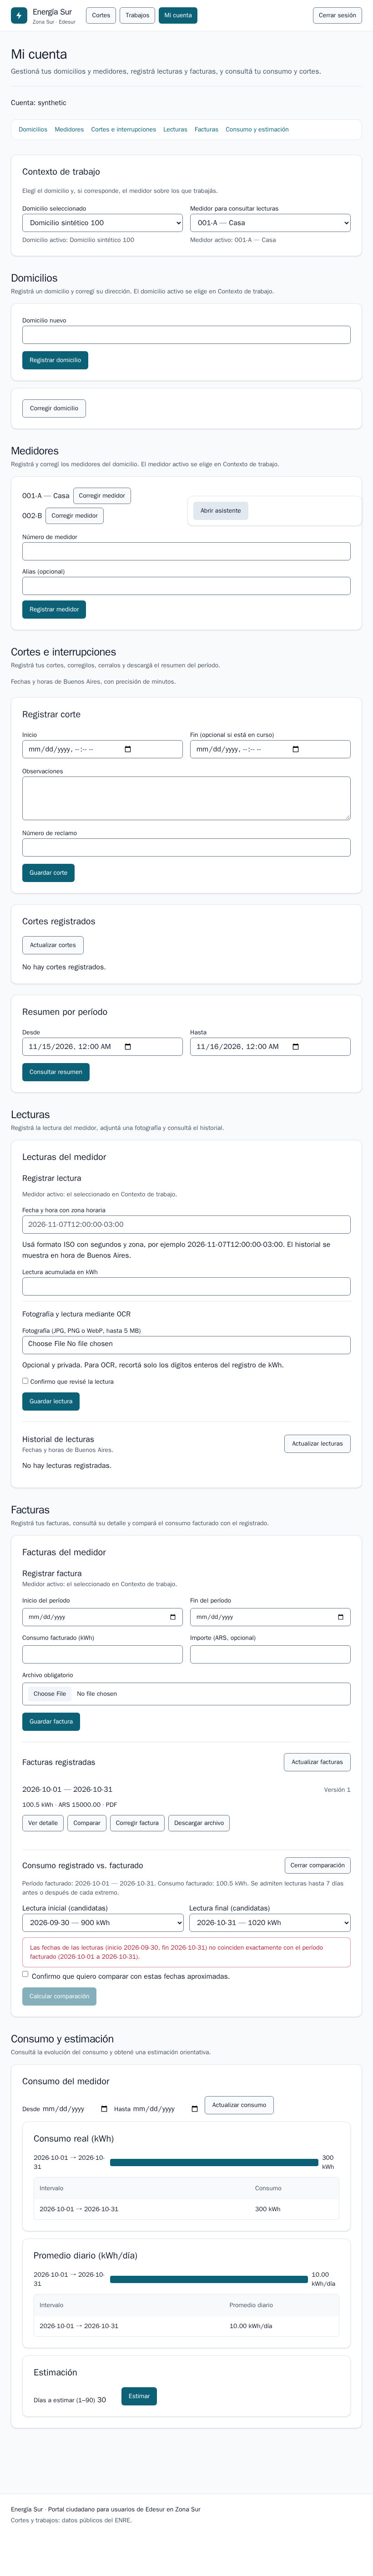 Energía Sur
Zona Sur · Edesur
Cortes
Trabajos
Mi cuenta
Cerrar sesión
Mi cuenta
Gestioná tus domicilios y medidores, registrá lecturas y facturas, y consultá tu consumo y cortes.
Cuenta: synthetic
Domicilios
Medidores
Cortes e interrupciones
Lecturas
Facturas
Consumo y estimación
Contexto de trabajo
Elegí el domicilio y, si corresponde, el medidor sobre los que trabajás.
Domicilio seleccionado
Medidor para consultar lecturas
Domicilio sintético 100
001-A — Casa
Domicilio activo: Domicilio sintético 100
Medidor activo: 001-A — Casa
Domicilios
Registrá un domicilio y corregí su dirección. El domicilio activo se elige en Contexto de trabajo.
Domicilio nuevo
Registrar domicilio
Corregir domicilio
Medidores
Registrá y corregí los medidores del domicilio. El medidor activo se elige en Contexto de trabajo.
001-A — Casa
Corregir medidor
002-B
Corregir medidor
Abrir asistente
Número de medidor
Alias (opcional)
Registrar medidor
Cortes e interrupciones
Registrá tus cortes, corregilos, cerralos y descargá el resumen del período.
Fechas y horas de Buenos Aires, con precisión de minutos.
Registrar corte
Inicio
Fin (opcional si está en curso)
mm/dd/yyyy, --:-- --
mm/dd/yyyy, --:-- --
Observaciones
Número de reclamo
Guardar corte
Cortes registrados
Actualizar cortes
No hay cortes registrados.
Resumen por período
Desde
Hasta
11/15/2026, 12:00 AM
11/16/2026, 12:00 AM
Consultar resumen
Lecturas
Registrá la lectura del medidor, adjuntá una fotografía y consultá el historial.
Lecturas del medidor
Registrar lectura
Medidor activo: el seleccionado en Contexto de trabajo.
Fecha y hora con zona horaria
2026-11-07T12:00:00-03:00
Usá formato ISO con segundos y zona, por ejemplo 2026-11-07T12:00:00-03:00. El historial se
muestra en hora de Buenos Aires.
Lectura acumulada en kWh
Fotografía y lectura mediante OCR
Fotografía (JPG, PNG o WebP, hasta 5 MB)
Choose File No file chosen
Opcional y privada. Para OCR, recortá solo los dígitos enteros del registro de kWh.
Confirmo que revisé la lectura
Guardar lectura
Historial de lecturas
Fechas y horas de Buenos Aires.
Actualizar lecturas
No hay lecturas registradas.
Facturas
Registrá tus facturas, consultá su detalle y compará el consumo facturado con el registrado.
Facturas del medidor
Registrar factura
Medidor activo: el seleccionado en Contexto de trabajo.
Inicio del período
Fin del período
mm/dd/yyyy
mm/dd/yyyy
Consumo facturado (kWh)
Importe (ARS, opcional)
Archivo obligatorio
Choose File No file chosen
Guardar factura
Facturas registradas
Actualizar facturas
2026-10-01 — 2026-10-31
Versión 1
100.5 kWh · ARS 15000.00 · PDF
Ver detalle
Comparar
Corregir factura
Descargar archivo
Consumo registrado vs. facturado
Cerrar comparación
Período facturado: 2026-10-01 — 2026-10-31. Consumo facturado: 100.5 kWh. Se admiten lecturas hasta 7 días
antes o después de cada extremo.
Lectura inicial (candidatas)
Lectura final (candidatas)
2026-09-30 — 900 kWh
2026-10-31 — 1020 kWh
Las fechas de las lecturas (inicio 2026-09-30, fin 2026-10-31) no coinciden exactamente con el período
facturado (2026-10-01 a 2026-10-31).
Confirmo que quiero comparar con estas fechas aproximadas.
Calcular comparación
Consumo y estimación
Consultá la evolución del consumo y obtené una estimación orientativa.
Consumo del medidor
Desde mm/dd/yyyy
Hasta mm/dd/yyyy
Actualizar consumo
Consumo real (kWh)
2026-10-01 → 2026-10-
31
300
kWh
Intervalo
Consumo
2026-10-01 → 2026-10-31
300 kWh
Promedio diario (kWh/día)
2026-10-01 → 2026-10-
31
10.00
kWh/día
Intervalo
Promedio diario
2026-10-01 → 2026-10-31
10.00 kWh/día
Estimación
Días a estimar (1–90) 30
Estimar
Energía Sur · Portal ciudadano para usuarios de Edesur en Zona Sur
Cortes y trabajos: datos públicos del ENRE.